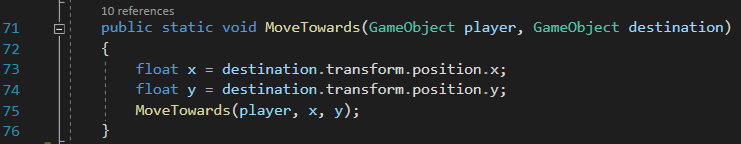 10 references
71 public static void MoveTowards(GameObject player, GameObject destination)
72 {
73 float x = destination.transform.position.x;
74 float y = destination.transform.position.y;
75 MoveTowards(player, x, y);
76 }